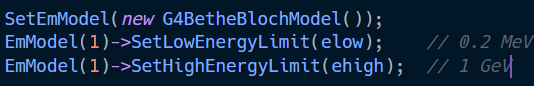 SetEmModel(new G4BetheBlochModel());
EmModel(1)->SetLowEnergyLimit(elow);    // 0.2 MeV
EmModel(1)->SetHighEnergyLimit(ehigh);  // 1 GeV